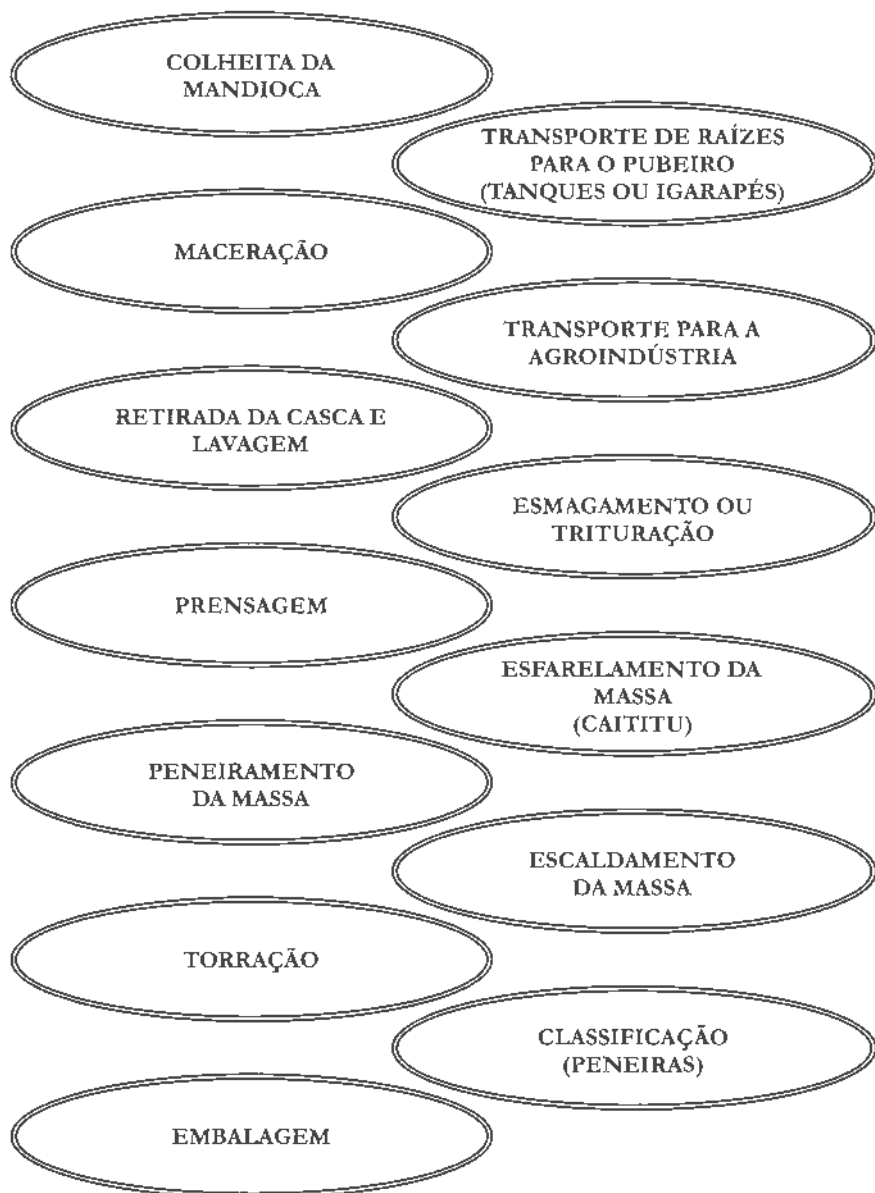 COLHEITA DA
MANDIOCA
TRANSPORTE DE RAÍZES
PARA O PUBEIRO
(TANQUES OU IGARAPÉS)
MACERAÇÃO
TRANSPORTE PARA A
AGROINDÚSTRIA
RETIRADA DA CASCA E
LAVAGEM
ESMAGAMENTO OU
TRITURAÇÃO
PRENSAGEM
ESFARELAMENTO DA
MASSA
(CAITITU)
PENEIRAMENTO
DA MASSA
ESCALDAMENTO
DA MASSA
TORRAÇÃO
CLASSIFICAÇÃO
(PENEIRAS)
EMBALAGEM